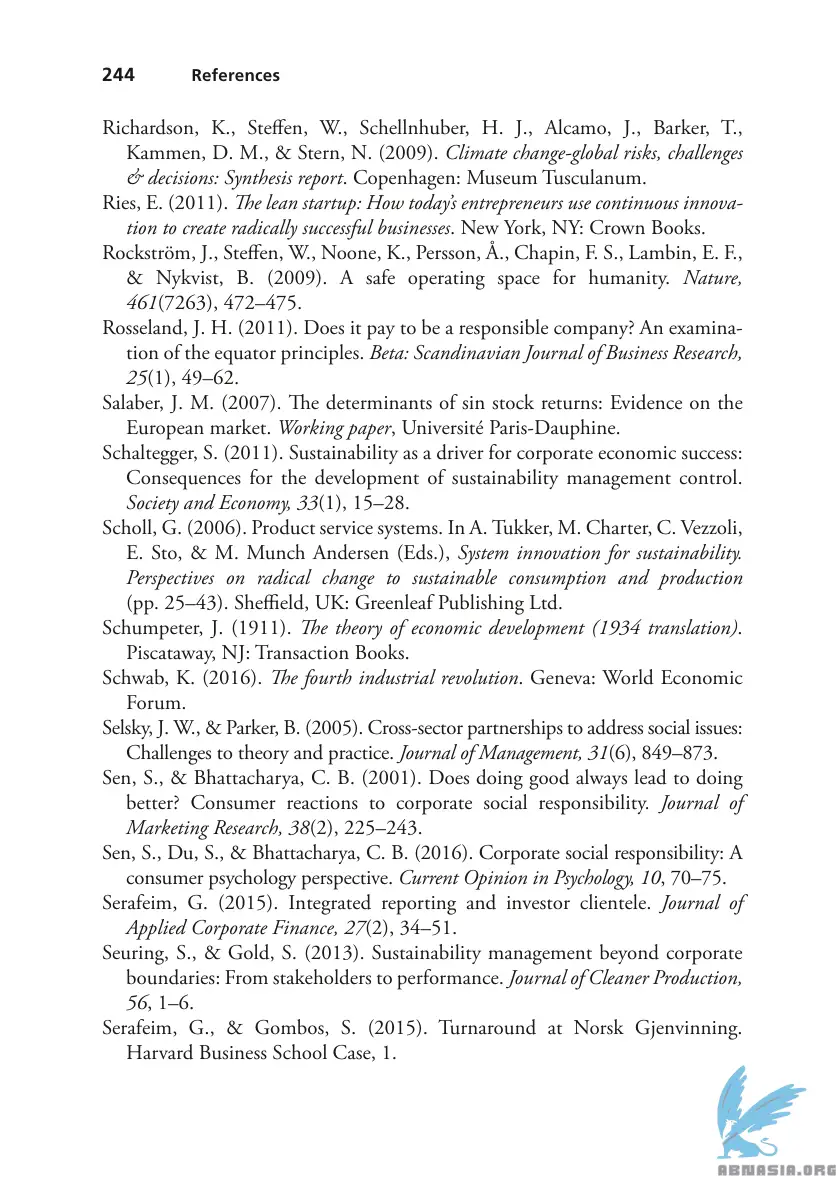 244 References
Richardson, K., Steffen, W., Schellnhuber, H. J., Alcamo, J., Barker, T.,
Kammen, D. M., & Stern, N. (2009). Climate change-global risks, challenges
& decisions: Synthesis report. Copenhagen: Museum Tusculanum.
Ries, E. (2011). The lean startup: How today's entrepreneurs use continuous innova-
tion to create radically successful businesses. New York, NY: Crown Books.
Rockström, J., Steffen, W., Noone, K., Persson, Å., Chapin, F. S., Lambin, E. F.,
& Nykvist, B. (2009). A safe operating space for humanity. Nature,
461(7263), 472–475.
Rosseland, J. H. (2011). Does it pay to be a responsible company? An examina-
tion of the equator principles. Beta: Scandinavian Journal of Business Research,
25(1), 49–62.
Salaber, J. M. (2007). The determinants of sin stock returns: Evidence on the
European market. Working paper, Université Paris-Dauphine.
Schaltegger, S. (2011). Sustainability as a driver for corporate economic success:
Consequences for the development of sustainability management control.
Society and Economy, 33(1), 15–28.
Scholl, G. (2006). Product service systems. In A. Tukker, M. Charter, C. Vezzoli,
E. Sto, & M. Munch Andersen (Eds.), System innovation for sustainability.
Perspectives on radical change to sustainable consumption and production
(pp. 25–43). Sheffield, UK: Greenleaf Publishing Ltd.
Schumpeter, J. (1911). The theory of economic development (1934 translation).
Piscataway, NJ: Transaction Books.
Schwab, K. (2016). The fourth industrial revolution. Geneva: World Economic
Forum.
Selsky, J. W., & Parker, B. (2005). Cross-sector partnerships to address social issues:
Challenges to theory and practice. Journal of Management, 31(6), 849–873.
Sen, S., & Bhattacharya, C. B. (2001). Does doing good always lead to doing
better? Consumer reactions to corporate social responsibility. Journal of
Marketing Research, 38(2), 225–243.
Sen, S., Du, S., & Bhattacharya, C. B. (2016). Corporate social responsibility: A
consumer psychology perspective. Current Opinion in Psychology, 10, 70–75.
Serafeim, G. (2015). Integrated reporting and investor clientele. Journal of
Applied Corporate Finance, 27(2), 34–51.
Seuring, S., & Gold, S. (2013). Sustainability management beyond corporate
boundaries: From stakeholders to performance. Journal of Cleaner Production,
56, 1–6.
Serafeim, G., & Gombos, S. (2015). Turnaround at Norsk Gjenvinning.
Harvard Business School Case, 1.
ABNASIA.ORG